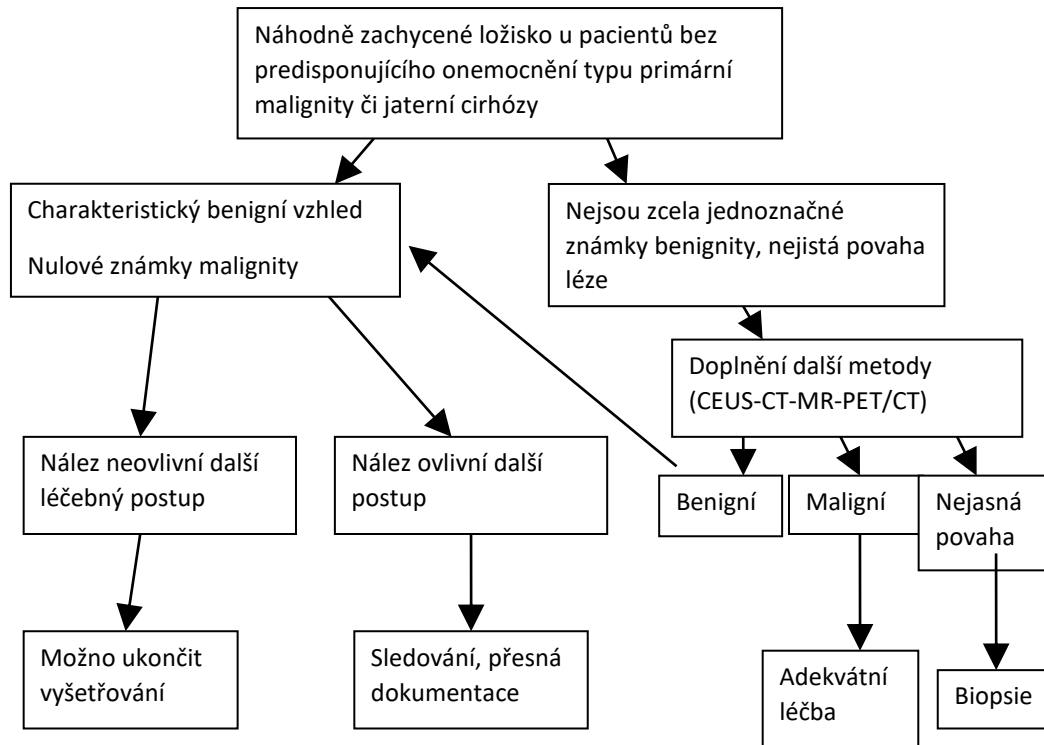 Náhodně zachycené ložisko u pacientů bez
predisponujícího onemocnění typu primární
malignity či jaterní cirhózy
Charakteristický benigní vzhled
Nulové známky malignity
Nejsou zcela jednoznačné
známky benignity, nejistá povaha
léze
Doplnění další metody
(CEUS-CT-MR-PET/CT)
Nález neovlivní další
léčebný postup
Nález ovlivní další
postup
Benigní
Maligní
Nejasná
povaha
Možno ukončit
vyšetřování
Sledování, přesná
dokumentace
Adekvátní
léčba
Biopsie